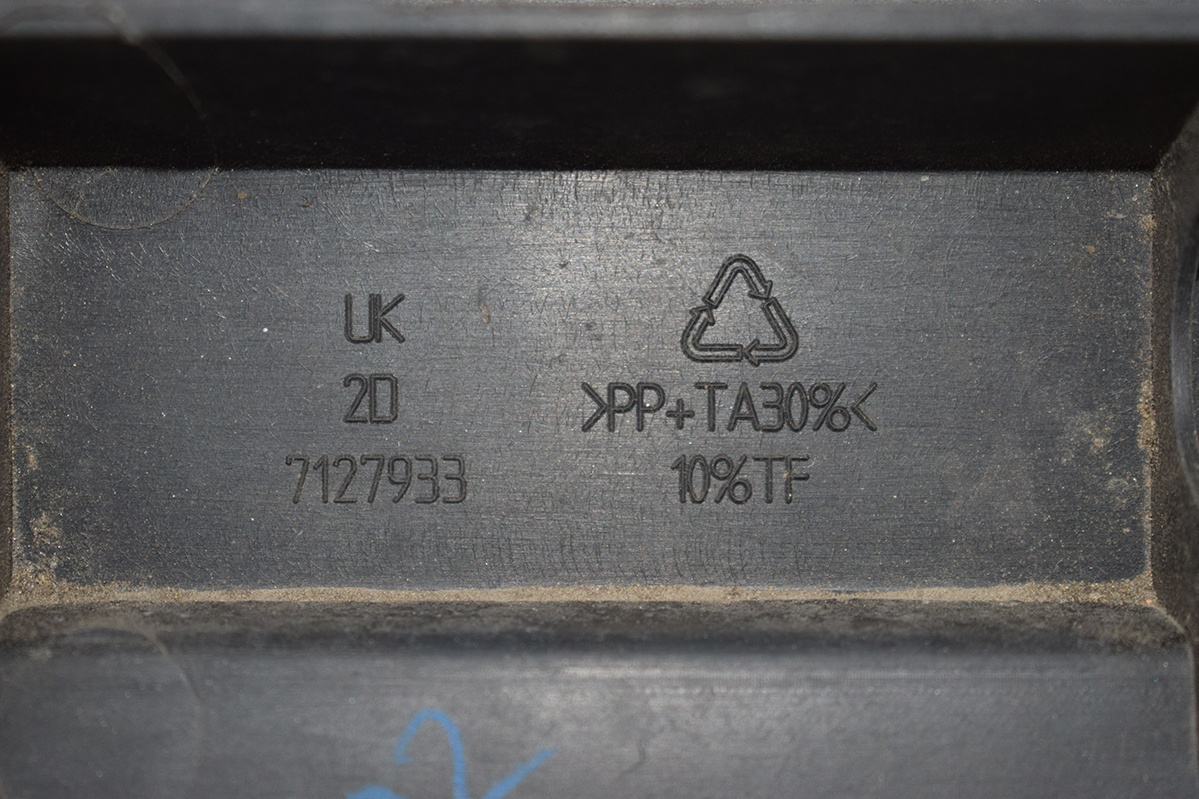 UK
2D
7127933
>PP+TA30%<
10%TF